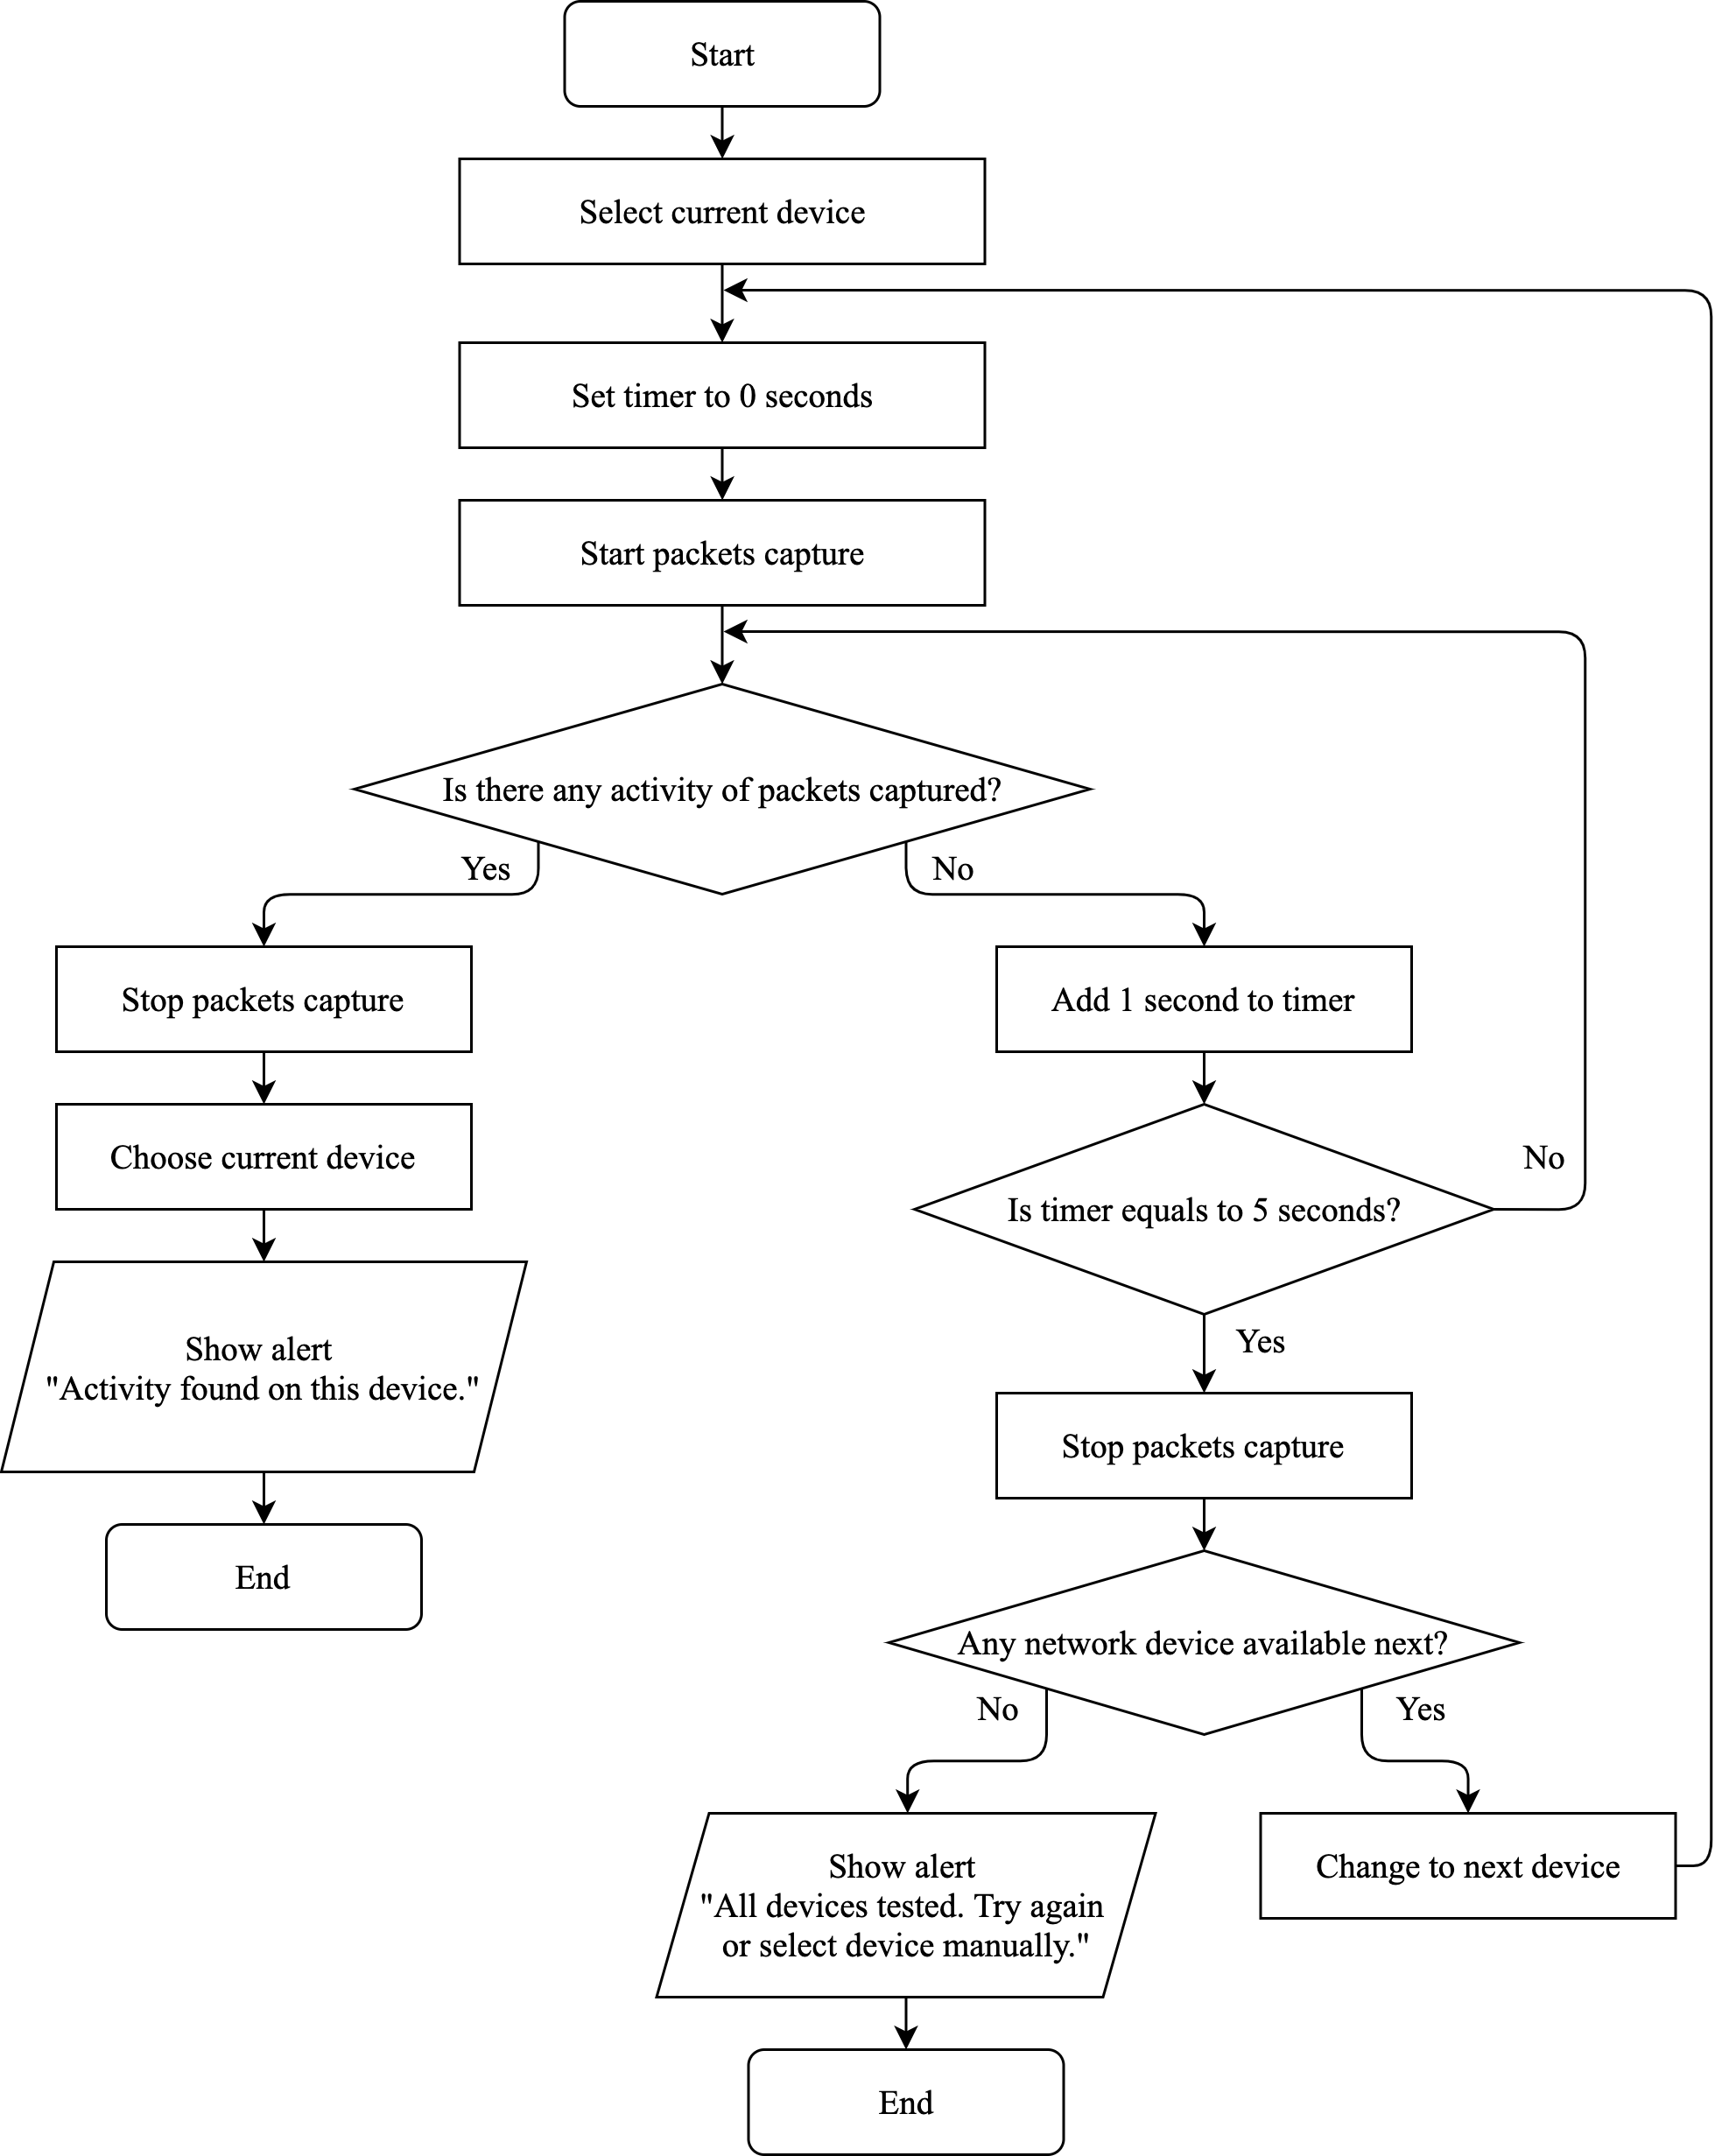 Start
Select current device
Set timer to 0 seconds
Start packets capture
Is there any activity of packets captured?
Yes
No
Stop packets capture
Add 1 second to timer
Choose current device
No
Is timer equals to 5 seconds?
Yes
Show alert
"Activity found on this device."
Stop packets capture
End
Any network device available next?
No
Yes
Show alert
"All devices tested. Try again
or select device manually."
Change to next device
End